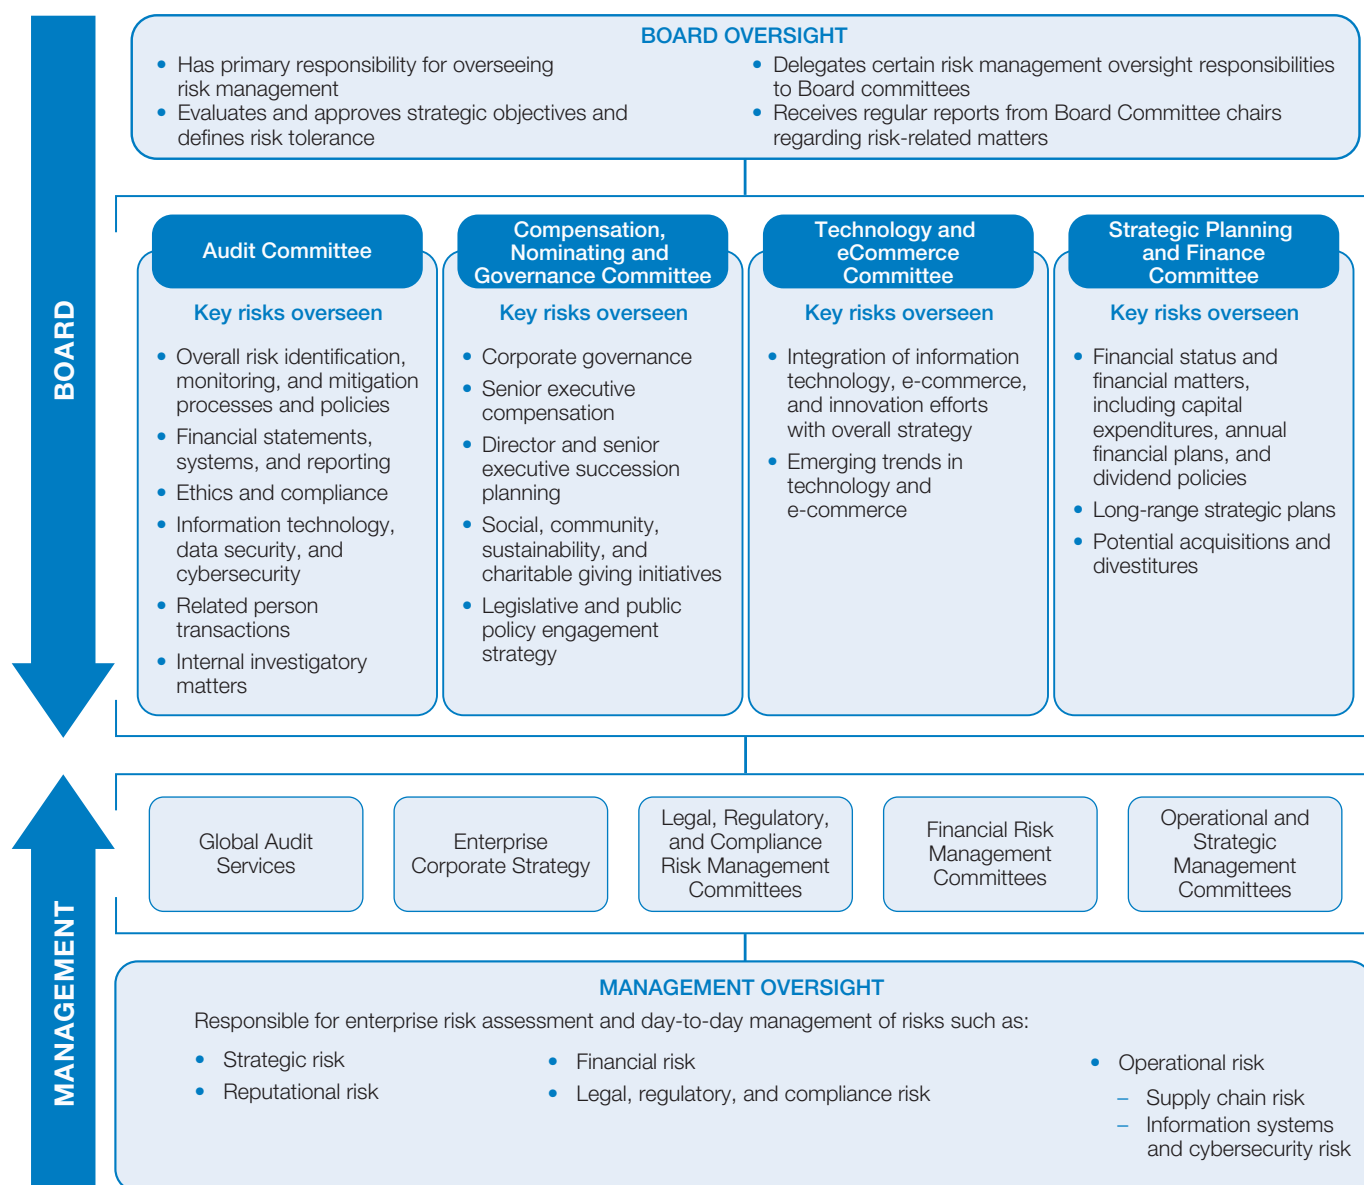 BOARD
BOARD OVERSIGHT
• Has primary responsibility for overseeing
risk management
• Evaluates and approves strategic objectives and
defines risk tolerance
• Delegates certain risk management oversight responsibilities
to Board committees
• Receives regular reports from Board Committee chairs
regarding risk-related matters
Audit Committee
Key risks overseen
• Overall risk identification,
monitoring, and mitigation
processes and policies
• Financial statements,
systems, and reporting
• Ethics and compliance
• Information technology,
data security, and
cybersecurity
• Related person
transactions
• Internal investigatory
matters
Compensation,
Nominating and
Governance Committee
Key risks overseen
• Corporate governance
• Senior executive
compensation
• Director and senior
executive succession
planning
• Social, community,
sustainability, and
charitable giving initiatives
• Legislative and public
policy engagement
strategy
Technology and
eCommerce
Committee
Key risks overseen
• Integration of information
technology, e-commerce,
and innovation efforts
with overall strategy
• Emerging trends in
technology and
e-commerce
Strategic Planning
and Finance
Committee
Key risks overseen
• Financial status and
financial matters,
including capital
expenditures, annual
financial plans, and
dividend policies
• Long-range strategic plans
• Potential acquisitions and
divestitures
MANAGEMENT
Global Audit
Services
Enterprise
Corporate Strategy
Legal, Regulatory,
and Compliance
Risk Management
Committees
Financial Risk
Management
Committees
Operational and
Strategic
Management
Committees
MANAGEMENT OVERSIGHT
Responsible for enterprise risk assessment and day-to-day management of risks such as:
• Strategic risk
• Reputational risk
• Financial risk
• Legal, regulatory, and compliance risk
• Operational risk
– Supply chain risk
– Information systems
and cybersecurity risk